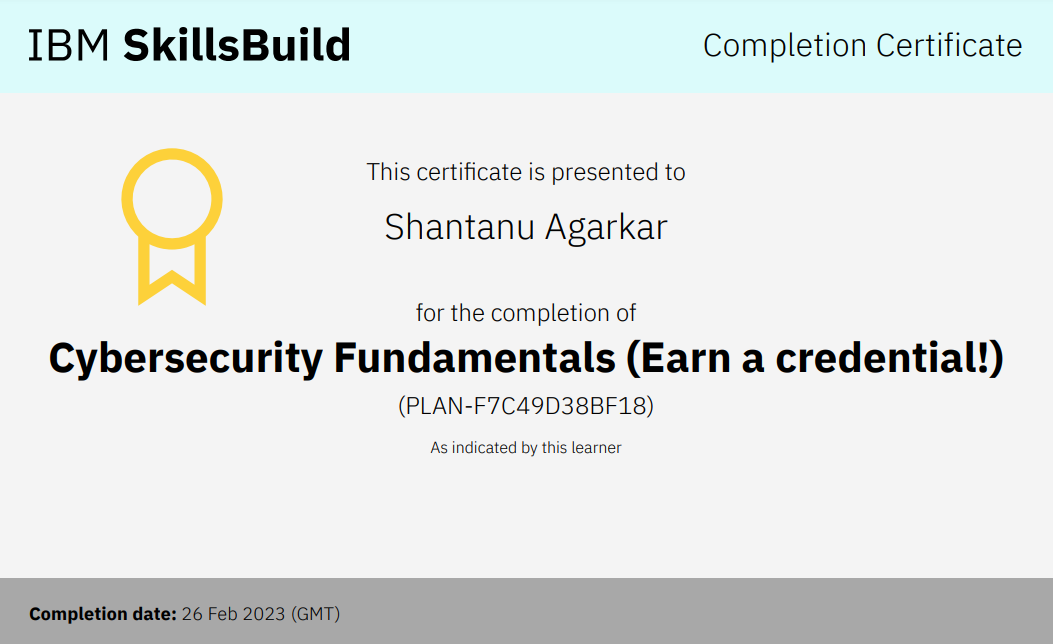 IBM SkillsBuild
Completion Certificate
This certificate is presented to
Shantanu Agarkar
for the completion of
Cybersecurity Fundamentals (Earn a credential!)
(PLAN-F7C49D38BF18)
As indicated by this learner
Completion date: 26 Feb 2023 (GMT)